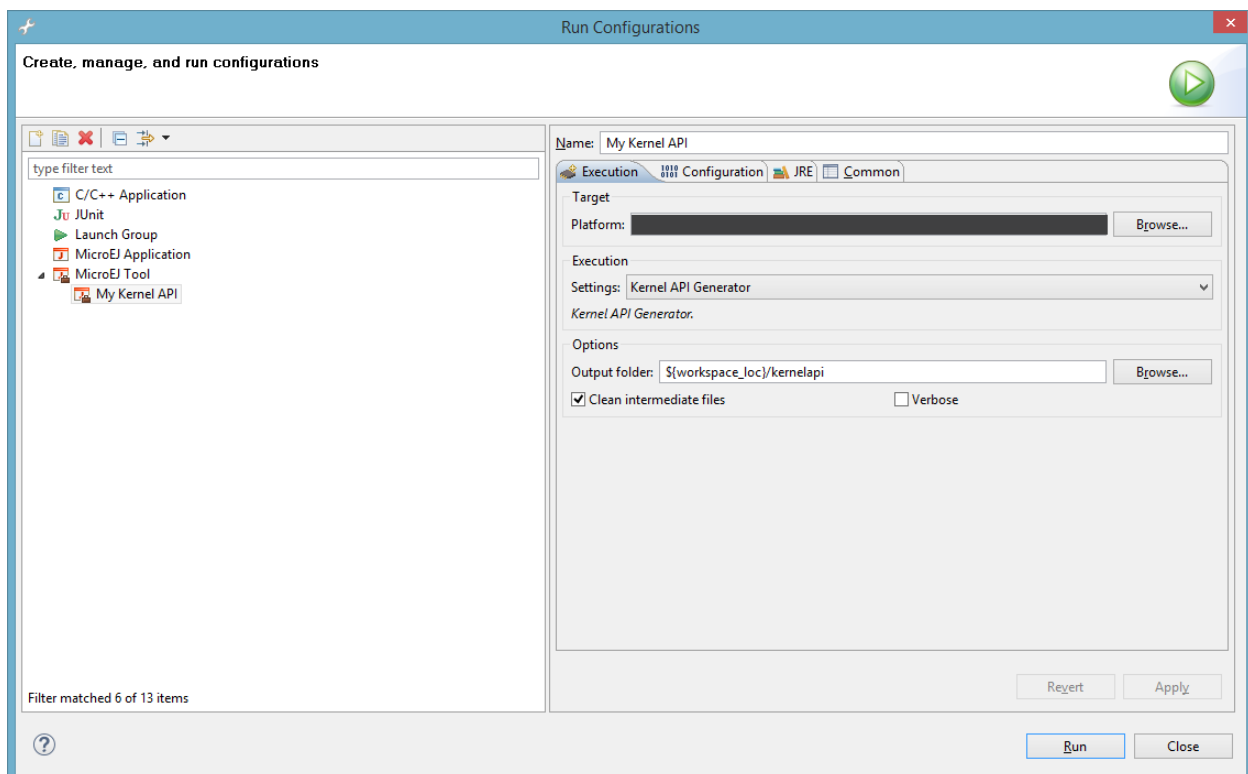 Run Configurations
Create, manage, and run configurations
type filter text
C/C++ Application
JUnit
Launch Group
MicroEJ Application
MicroEJ Tool
My Kernel API
Filter matched 6 of 13 items
Name: My Kernel API
Execution Configuration JRE Common
Target
Platform: Browse...
Execution
Settings: Kernel API Generator
Kernel API Generator.
Options
Output folder: ${workspace_loc}/kernelapi Browse...
Clean intermediate files Verbose
Revert Apply
Run Close